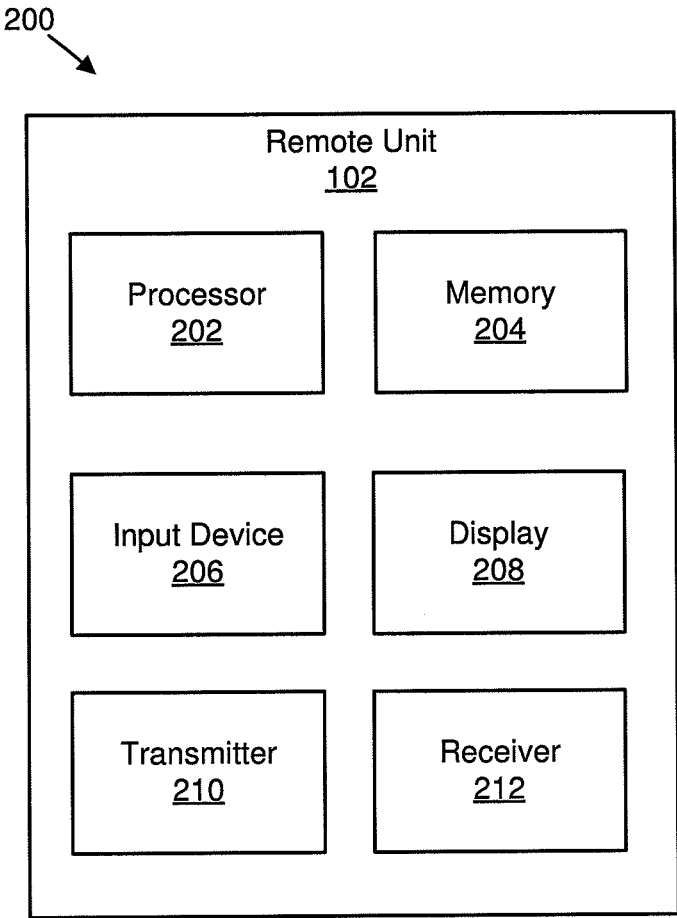 200
Remote Unit
102
Processor
202
Memory
204
Input Device
206
Display
208
Transmitter
210
Receiver
212